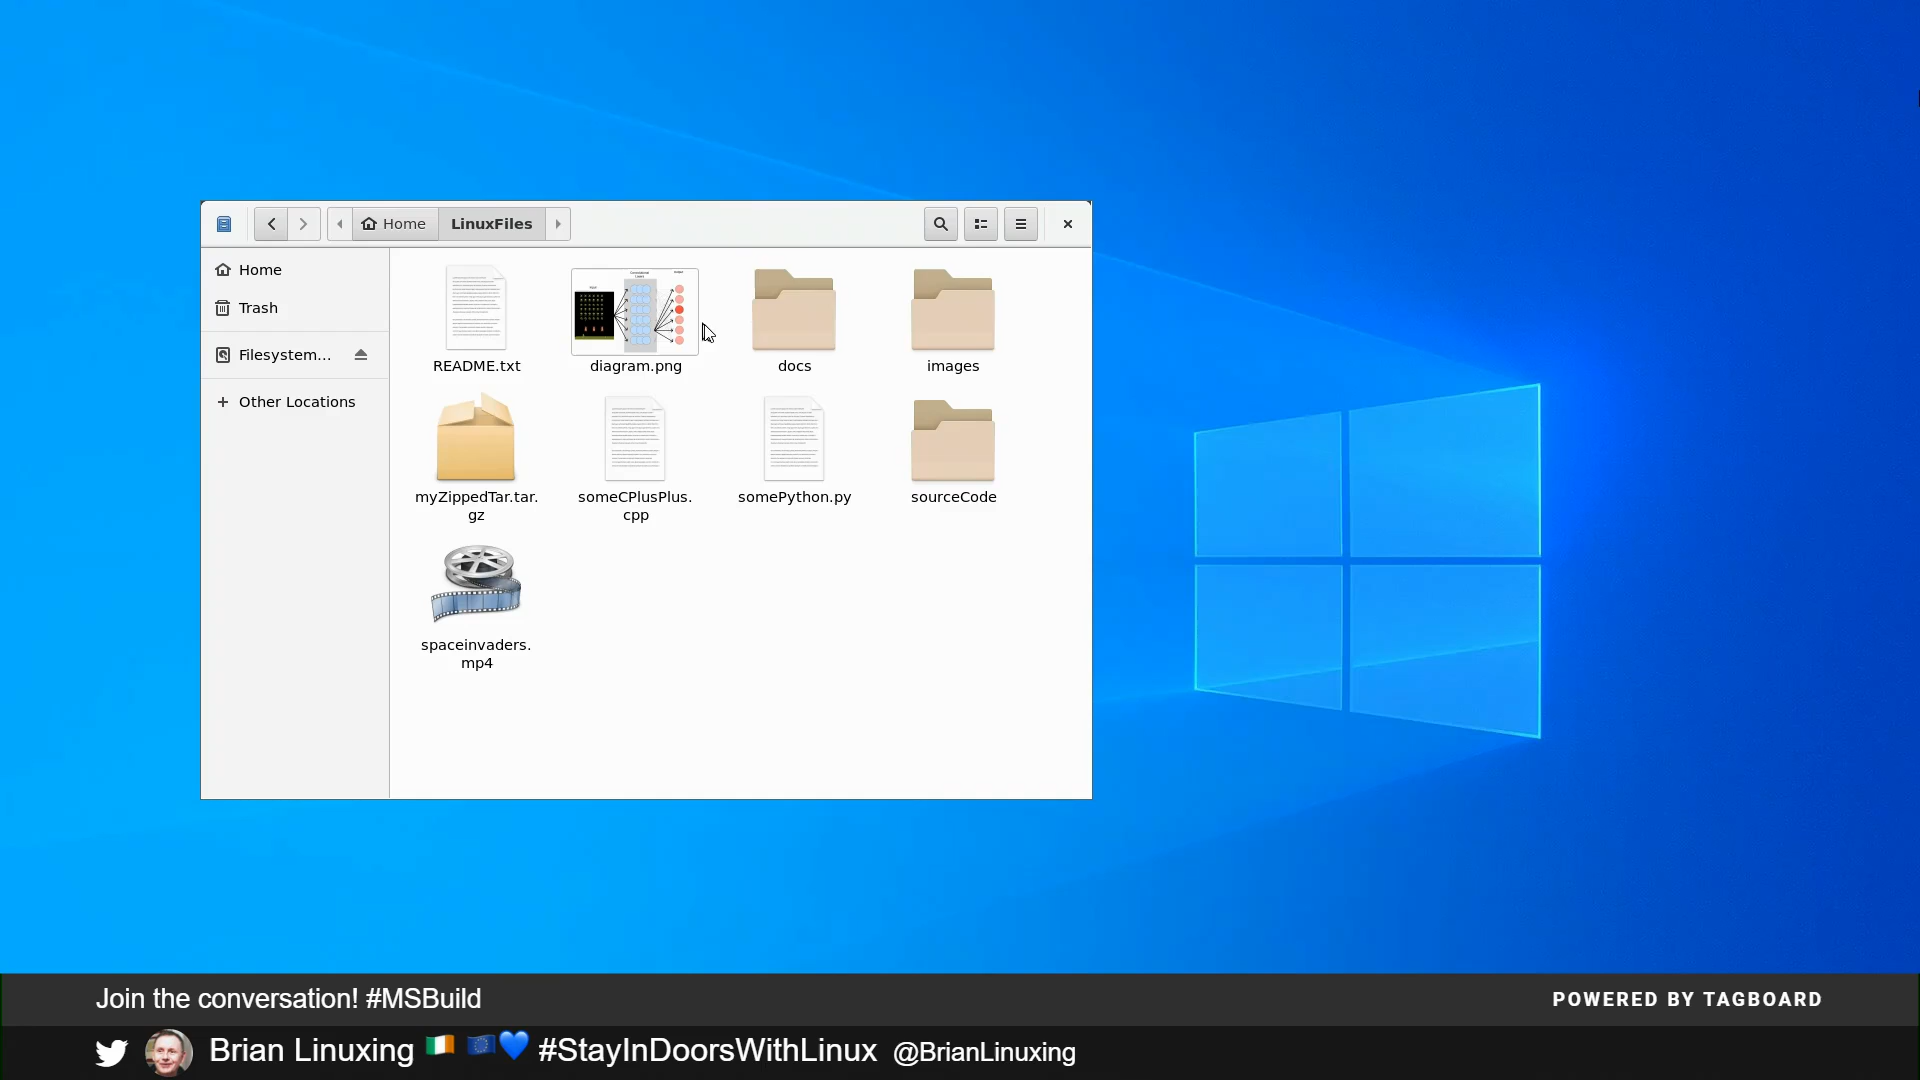 Home
LinuxFiles
Home
Trash
Filesystem...
Other Locations
README.txt
diagram.png
docs
images
myZippedTar.tar.
gz
someCPlusPlus.
cpp
somePython.py
sourceCode
spaceinvaders.
mp4
Join the conversation! #MSBuild
POWERED BY TAGBOARD
Brian Linuxing 🇮🇪 🇪🇺💙 #StayInDoorsWithLinux @BrianLinuxing